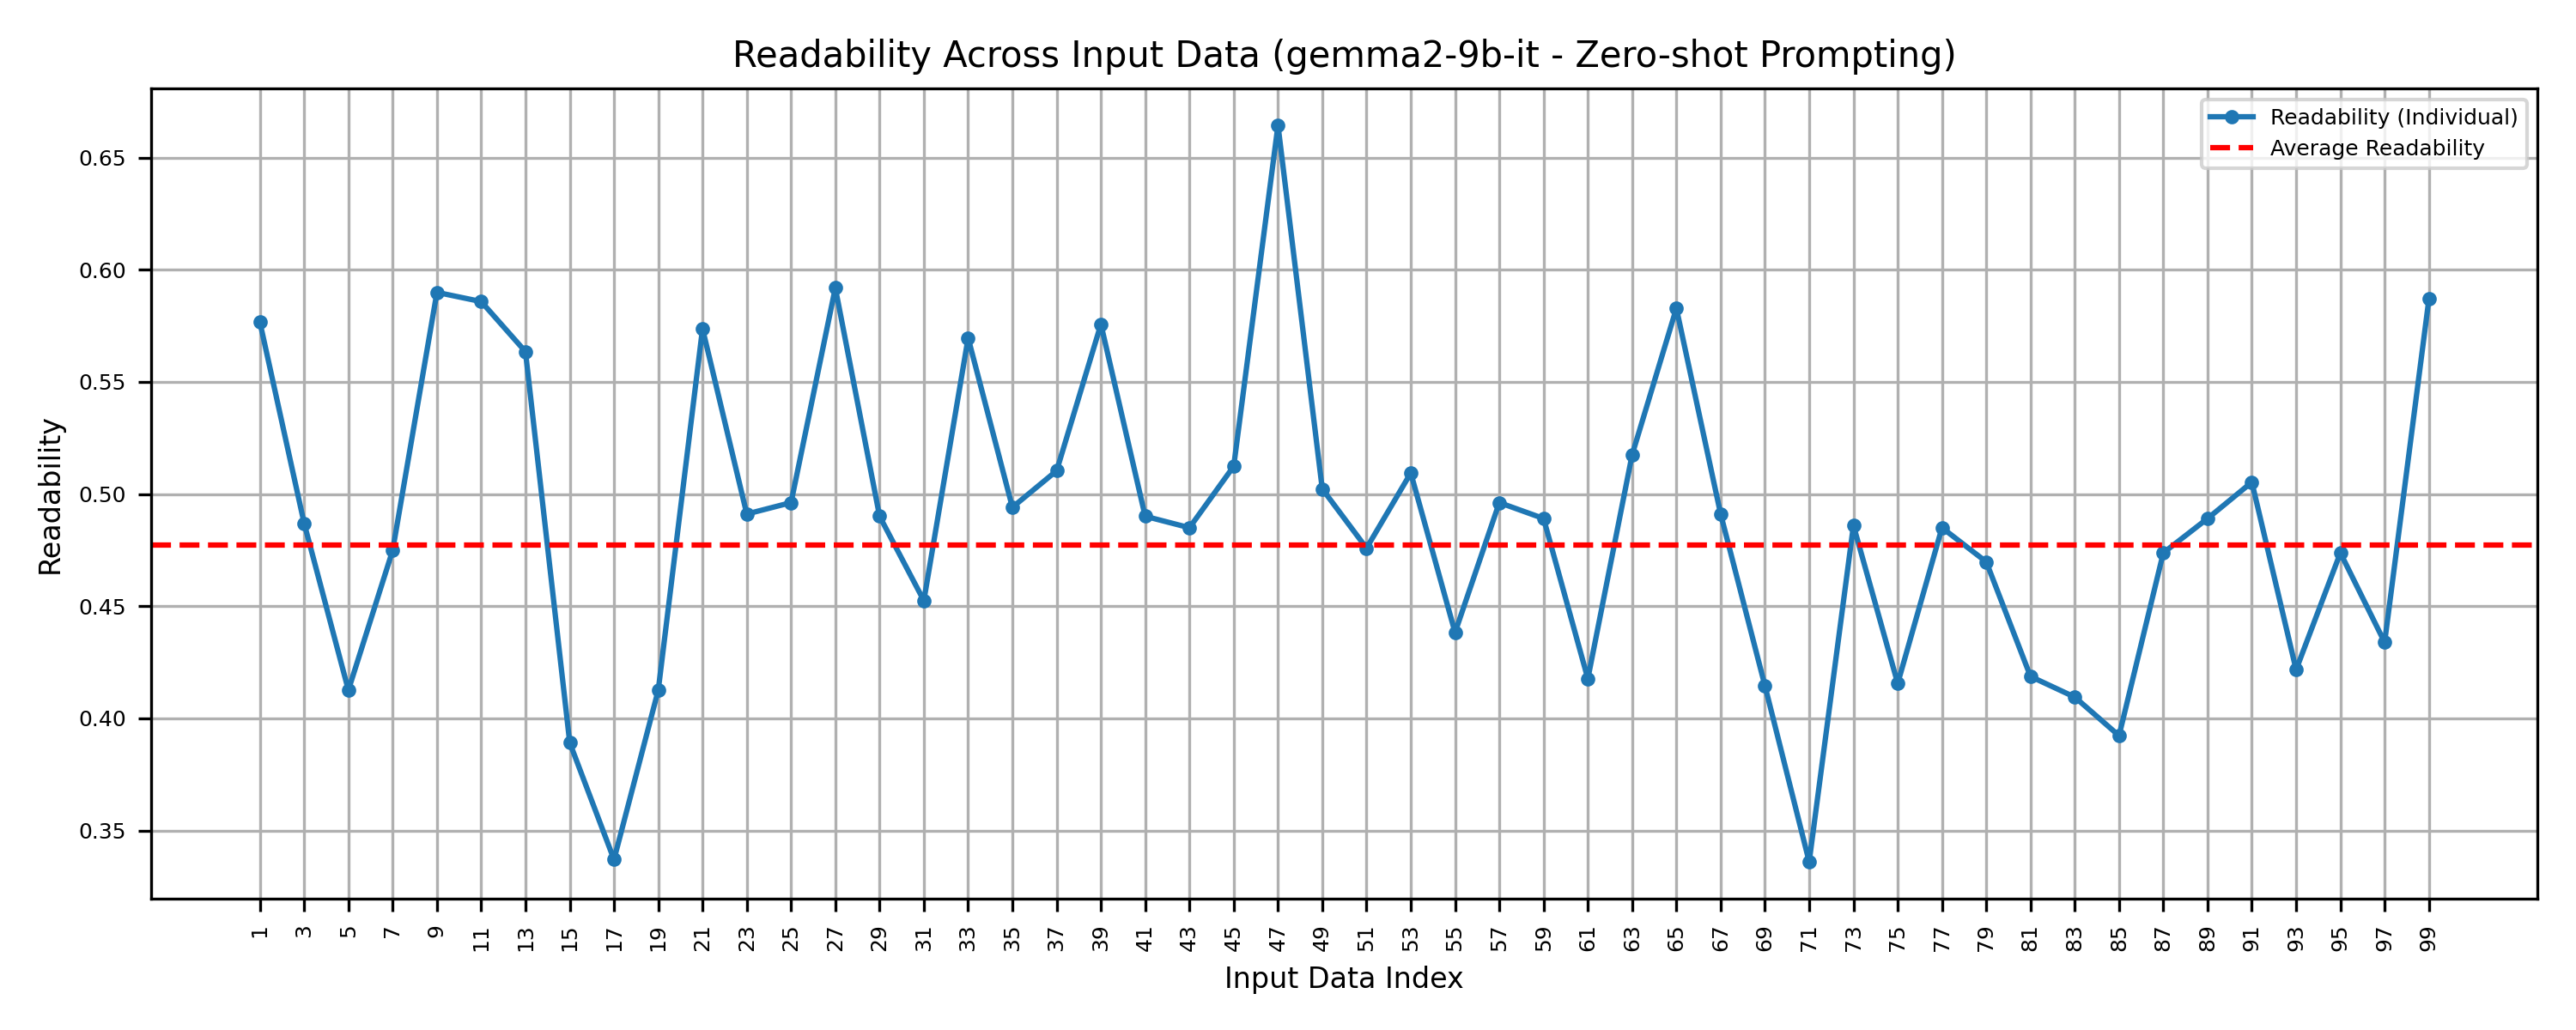 Readability Across Input Data (gemma2-9b-it - Zero-shot Prompting)
Readability (Individual)
Average Readability
Readability
0.65
0.60
0.55
0.50
0.45
0.40
0.35
1 3 5 7 9 11 13 15 17 19 21 23 25 27 29 31 33 35 37 39 41 43 45 47 49 51 53 55 57 59 61 63 65 67 69 71 73 75 77 79 81 83 85 87 89 91 93 95 97 99
Input Data Index